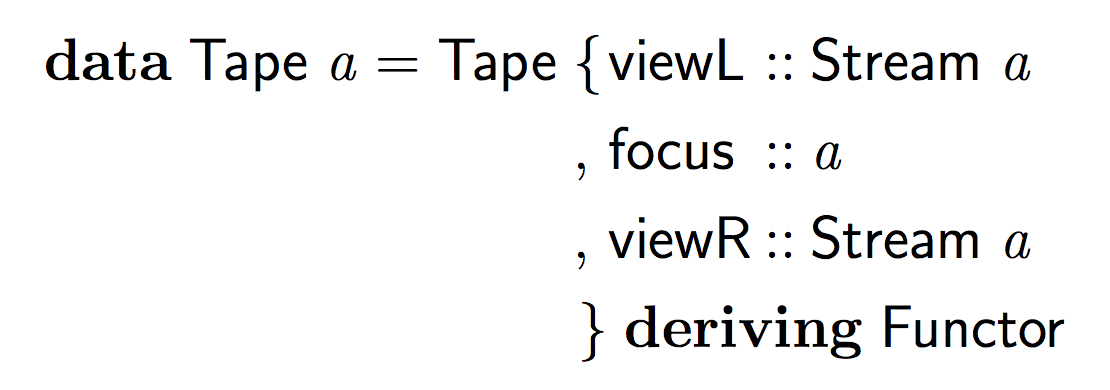 data Tape a = Tape {viewL :: Stream a
, focus :: a
, viewR :: Stream a
} deriving Functor